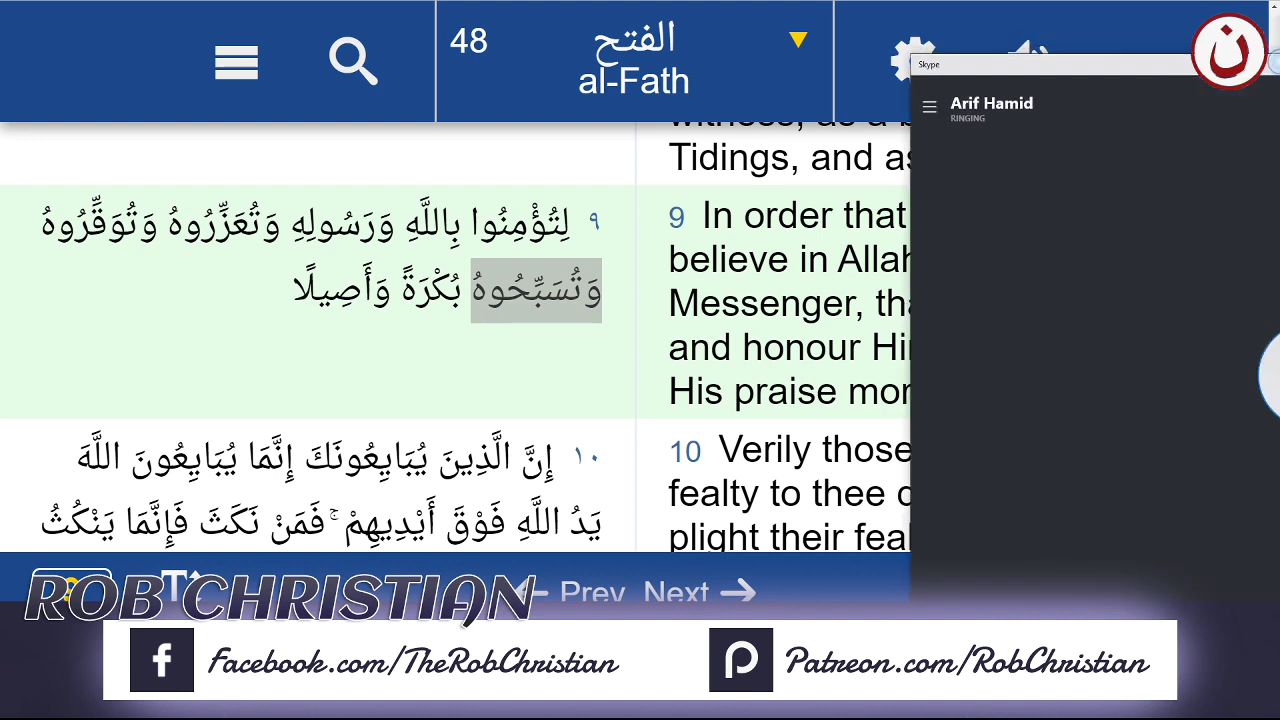 48
الفتح
al-Fath
ن
Skype
Arif Hamid
RINGING
Tidings, and as
٩ لِتُؤْمِنُوا بِاللَّهِ وَرَسُولِهِ وَتُعَزِّرُوهُ وَتُوَقِّرُوهُ
وَتُسَبِّحُوهُ بُكْرَةً وَأَصِيلًا
9 In order that
believe in Allah
Messenger, tha
and honour Hi
His praise mor
١٠ إِنَّ الَّذِينَ يُبَايِعُونَكَ إِنَّمَا يُبَايِعُونَ اللَّهَ
يَدُ اللَّهِ فَوْقَ أَيْدِيهِمْ ۚ فَمَنْ نَكَثَ فَإِنَّمَا يَنْكُثُ
10 Verily those
fealty to thee
plight their feal
Prev Next
ROB CHRISTIAN
Facebook.com/TheRobChristian
Patreon.com/RobChristian